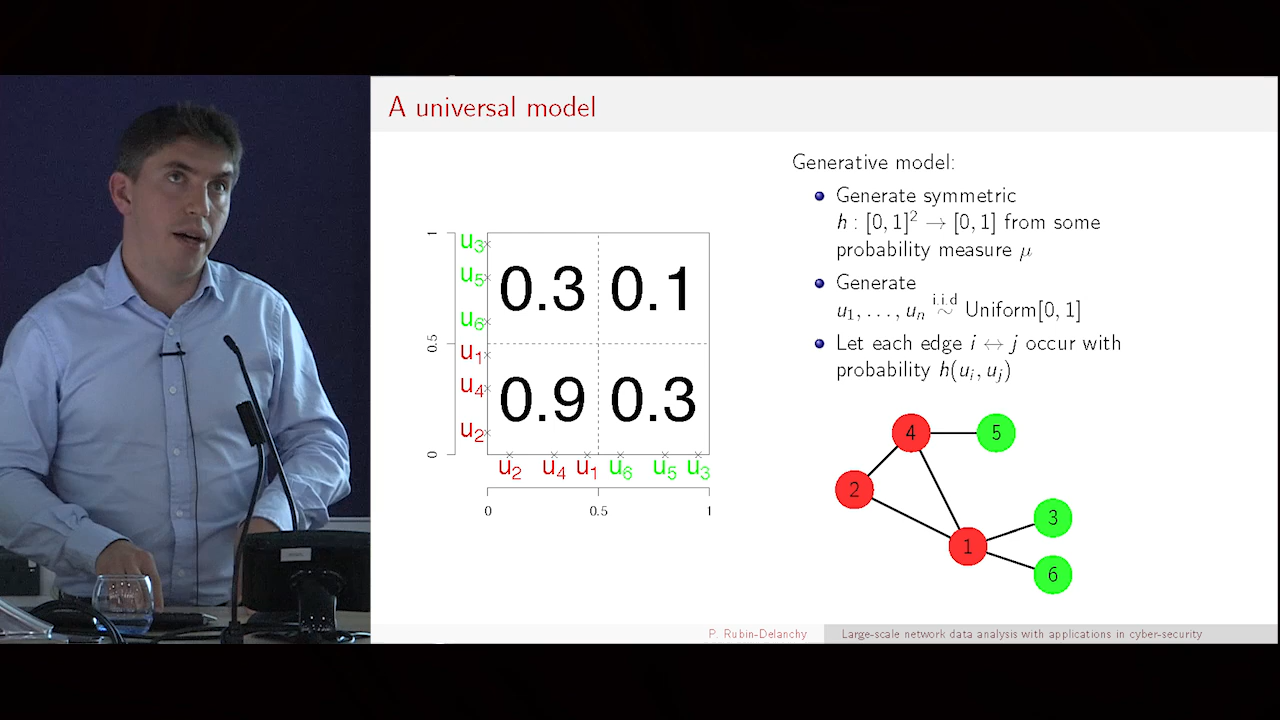 A universal model
Generative model:
Generate symmetric
h : [0, 1]² → [0, 1] from some
probability measure μ
Generate
u₁, . . . , uₙ i.i.d ∼ Uniform[0, 1]
Let each edge i ↔ j occur with
probability h(uᵢ, uⱼ)
1
0.5
0
u₃
u₅
u₆
u₁
u₄
u₂
0.3 0.1
0.9 0.3
u₂ u₄ u₁ u₆ u₅ u₃
0 0.5 1
4 5
2
3
1
6
P. Rubin-Delanchy
Large-scale network data analysis with applications in cyber-security